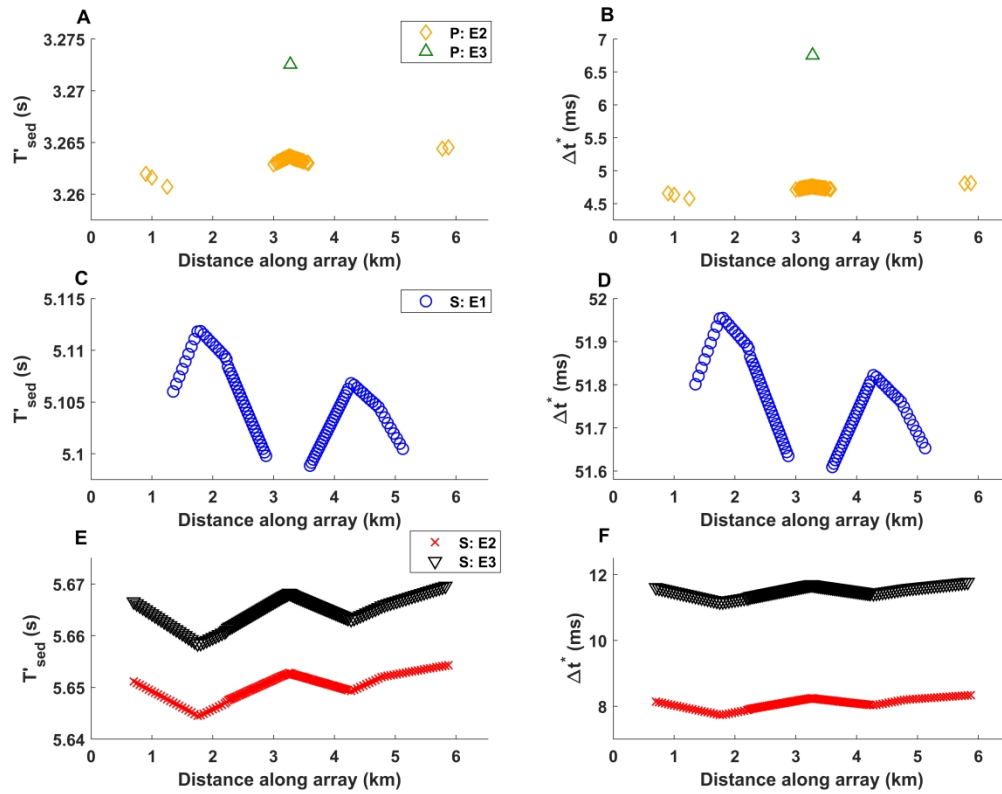 A
3.275
3.27
3.265
3.26
T'sed (s)
0 1 2 3 4 5 6
Distance along array (km)
P: E2
P: E3
B
7
6.5
6
5.5
5
4.5
Δt* (ms)
0 1 2 3 4 5 6
Distance along array (km)
C
5.115
5.11
5.105
5.1
T'sed (s)
0 1 2 3 4 5 6
Distance along array (km)
S: E1
D
52
51.9
51.8
51.7
51.6
Δt* (ms)
0 1 2 3 4 5 6
Distance along array (km)
E
5.67
5.66
5.65
5.64
T'sed (s)
0 1 2 3 4 5 6
Distance along array (km)
S: E2
S: E3
F
12
10
8
Δt* (ms)
0 1 2 3 4 5 6
Distance along array (km)